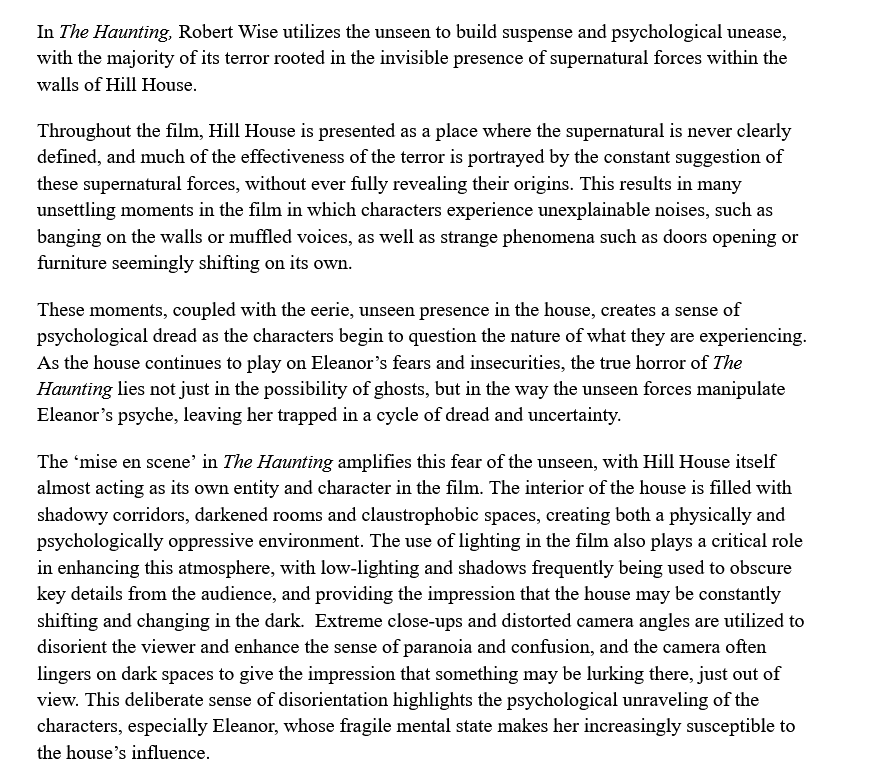 In The Haunting, Robert Wise utilizes the unseen to build suspense and psychological unease,
with the majority of its terror rooted in the invisible presence of supernatural forces within the
walls of Hill House.
Throughout the film, Hill House is presented as a place where the supernatural is never clearly
defined, and much of the effectiveness of the terror is portrayed by the constant suggestion of
these supernatural forces, without ever fully revealing their origins. This results in many
unsettling moments in the film in which characters experience unexplainable noises, such as
banging on the walls or muffled voices, as well as strange phenomena such as doors opening or
furniture seemingly shifting on its own.
These moments, coupled with the eerie, unseen presence in the house, creates a sense of
psychological dread as the characters begin to question the nature of what they are experiencing.
As the house continues to play on Eleanor’s fears and insecurities, the true horror of The
Haunting lies not just in the possibility of ghosts, but in the way the unseen forces manipulate
Eleanor’s psyche, leaving her trapped in a cycle of dread and uncertainty.
The ‘mise en scene’ in The Haunting amplifies this fear of the unseen, with Hill House itself
almost acting as its own entity and character in the film. The interior of the house is filled with
shadowy corridors, darkened rooms and claustrophobic spaces, creating both a physically and
psychologically oppressive environment. The use of lighting in the film also plays a critical role
in enhancing this atmosphere, with low-lighting and shadows frequently being used to obscure
key details from the audience, and providing the impression that the house may be constantly
shifting and changing in the dark.  Extreme close-ups and distorted camera angles are utilized to
disorient the viewer and enhance the sense of paranoia and confusion, and the camera often
lingers on dark spaces to give the impression that something may be lurking there, just out of
view. This deliberate sense of disorientation highlights the psychological unraveling of the
characters, especially Eleanor, whose fragile mental state makes her increasingly susceptible to
the house’s influence.